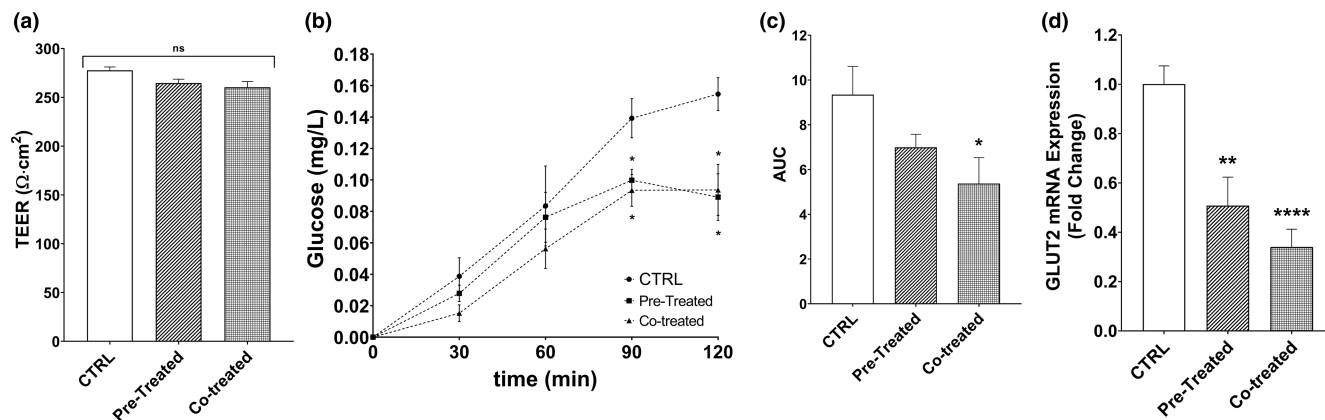 (a)
ns
300
250
200
150
100
50
0
TEER (Ω·cm²)
CTRL
Pre-Treated
Co-treated
(b)
0.18
0.16
0.14
0.12
0.10
0.08
0.06
0.04
0.02
0.00
Glucose (mg/L)
*
*
*
*
CTRL
Pre-Treated
Co-treated
0 30 60 90 120
time (min)
(c)
12
10
8
6
4
2
0
AUC
*
CTRL
Pre-Treated
Co-treated
(d)
1.2
1.0
0.8
0.6
0.4
0.2
0.0
GLUT2 mRNA Expression
(Fold Change)
**
****
CTRL
Pre-Treated
Co-treated